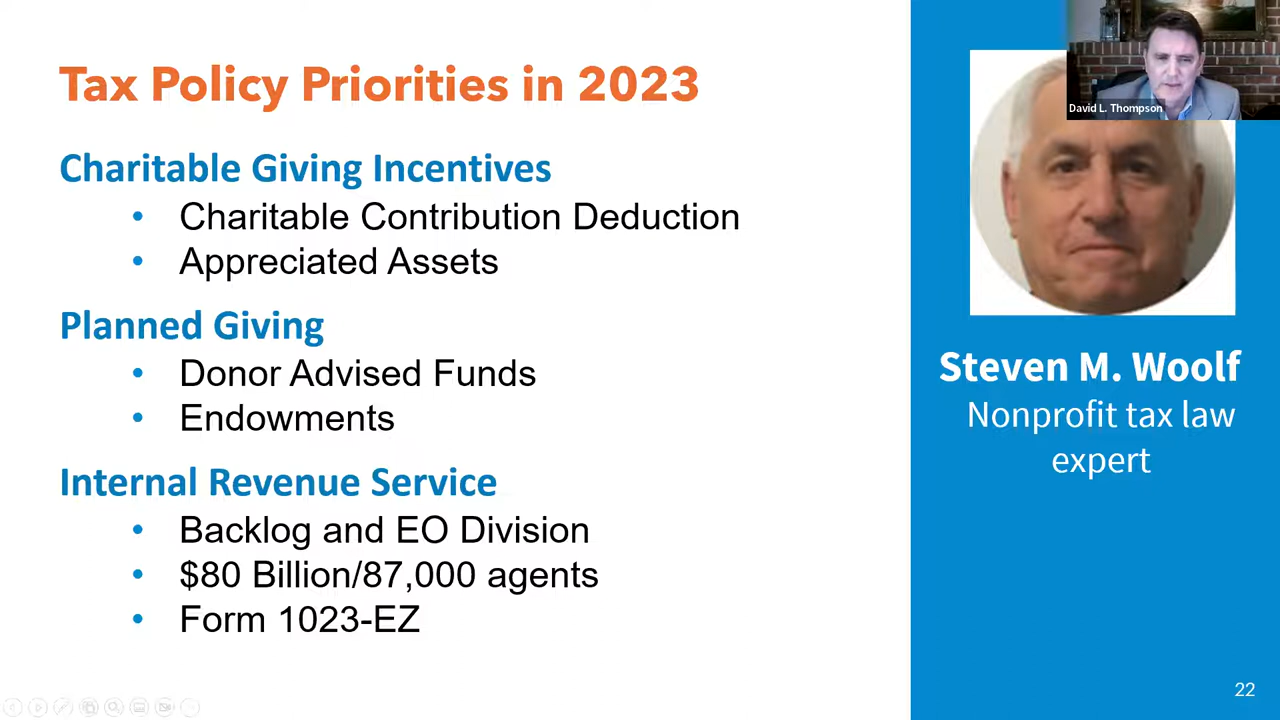 Tax Policy Priorities in 2023
Charitable Giving Incentives
• Charitable Contribution Deduction
• Appreciated Assets
Planned Giving
• Donor Advised Funds
• Endowments
Internal Revenue Service
• Backlog and EO Division
• $80 Billion/87,000 agents
• Form 1023-EZ
David L. Thompson
Steven M. Woolf
Nonprofit tax law
expert
22